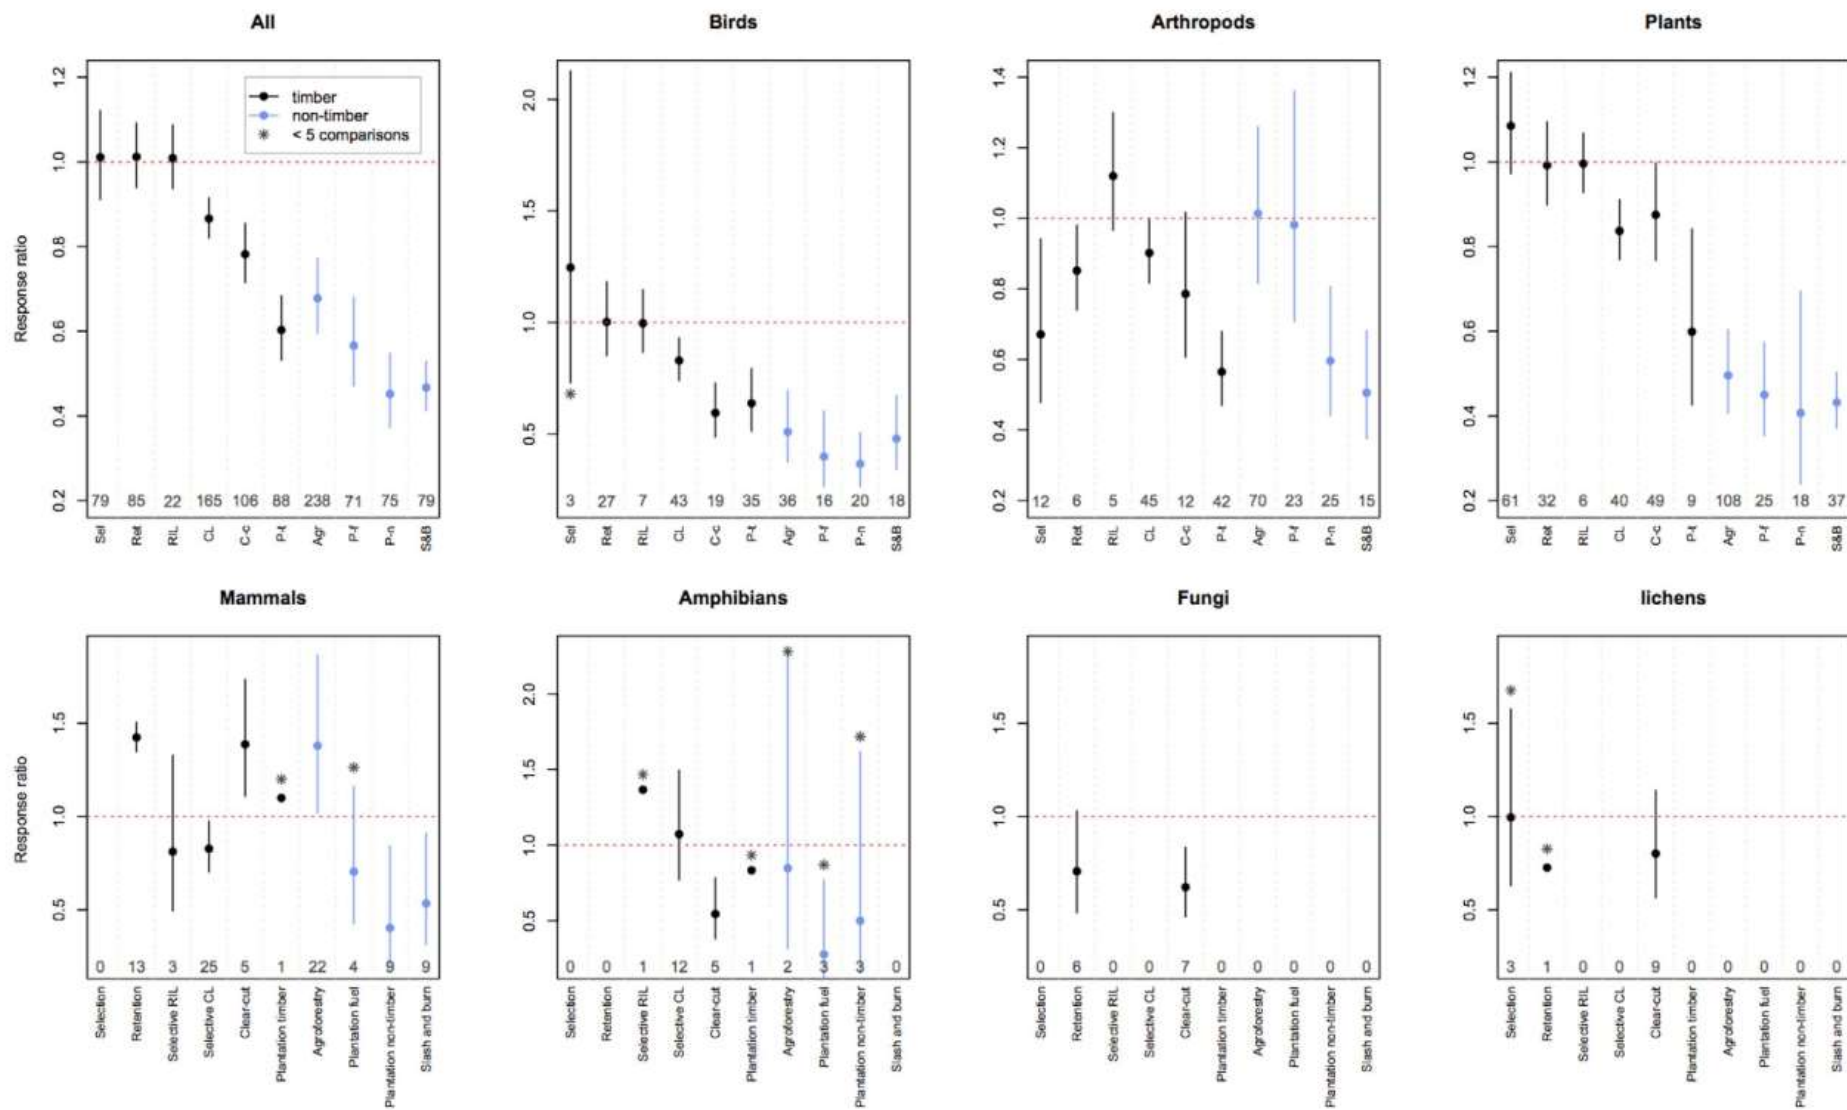 All
Birds
Arthropods
Plants
Response ratio
1.2
1.0
0.8
0.6
0.4
0.2
timber
non-timber
< 5 comparisons
79 85 22 165 106 88 238 71 75 79
Sel Ret RIL CL C-c P-t Agr P-f P-n S&B
2.0
1.5
1.0
0.5
3 27 7 43 19 35 36 16 20 18
Sel Ret RIL CL C-c P-t Agr P-f P-n S&B
1.4
1.2
1.0
0.8
0.6
0.4
0.2
12 6 5 45 12 42 70 23 25 15
Sel Ret RIL CL C-c P-t Agr P-f P-n S&B
1.2
1.0
0.8
0.6
0.4
0.2
61 32 6 40 49 9 108 25 18 37
Sel Ret RIL CL C-c P-t Agr P-f P-n S&B
Mammals
Amphibians
Fungi
lichens
Response ratio
1.5
1.0
0.5
0 13 3 25 5 1 22 4 9 9
Selection
Retention
Selective RIL
Selective CL
Clear-cut
Plantation timber
Agroforestry
Plantation fuel
Plantation non-timber
Slash and burn
2.0
1.5
1.0
0.5
0 0 1 12 5 1 2 3 3 0
Selection
Retention
Selective RIL
Selective CL
Clear-cut
Plantation timber
Agroforestry
Plantation fuel
Plantation non-timber
Slash and burn
1.5
1.0
0.5
0 6 0 0 7 0 0 0 0 0
Selection
Retention
Selective RIL
Selective CL
Clear-cut
Plantation timber
Agroforestry
Plantation fuel
Plantation non-timber
Slash and burn
1.5
1.0
0.5
3 1 0 0 9 0 0 0 0 0
Selection
Retention
Selective RIL
Selective CL
Clear-cut
Plantation timber
Agroforestry
Plantation fuel
Plantation non-timber
Slash and burn